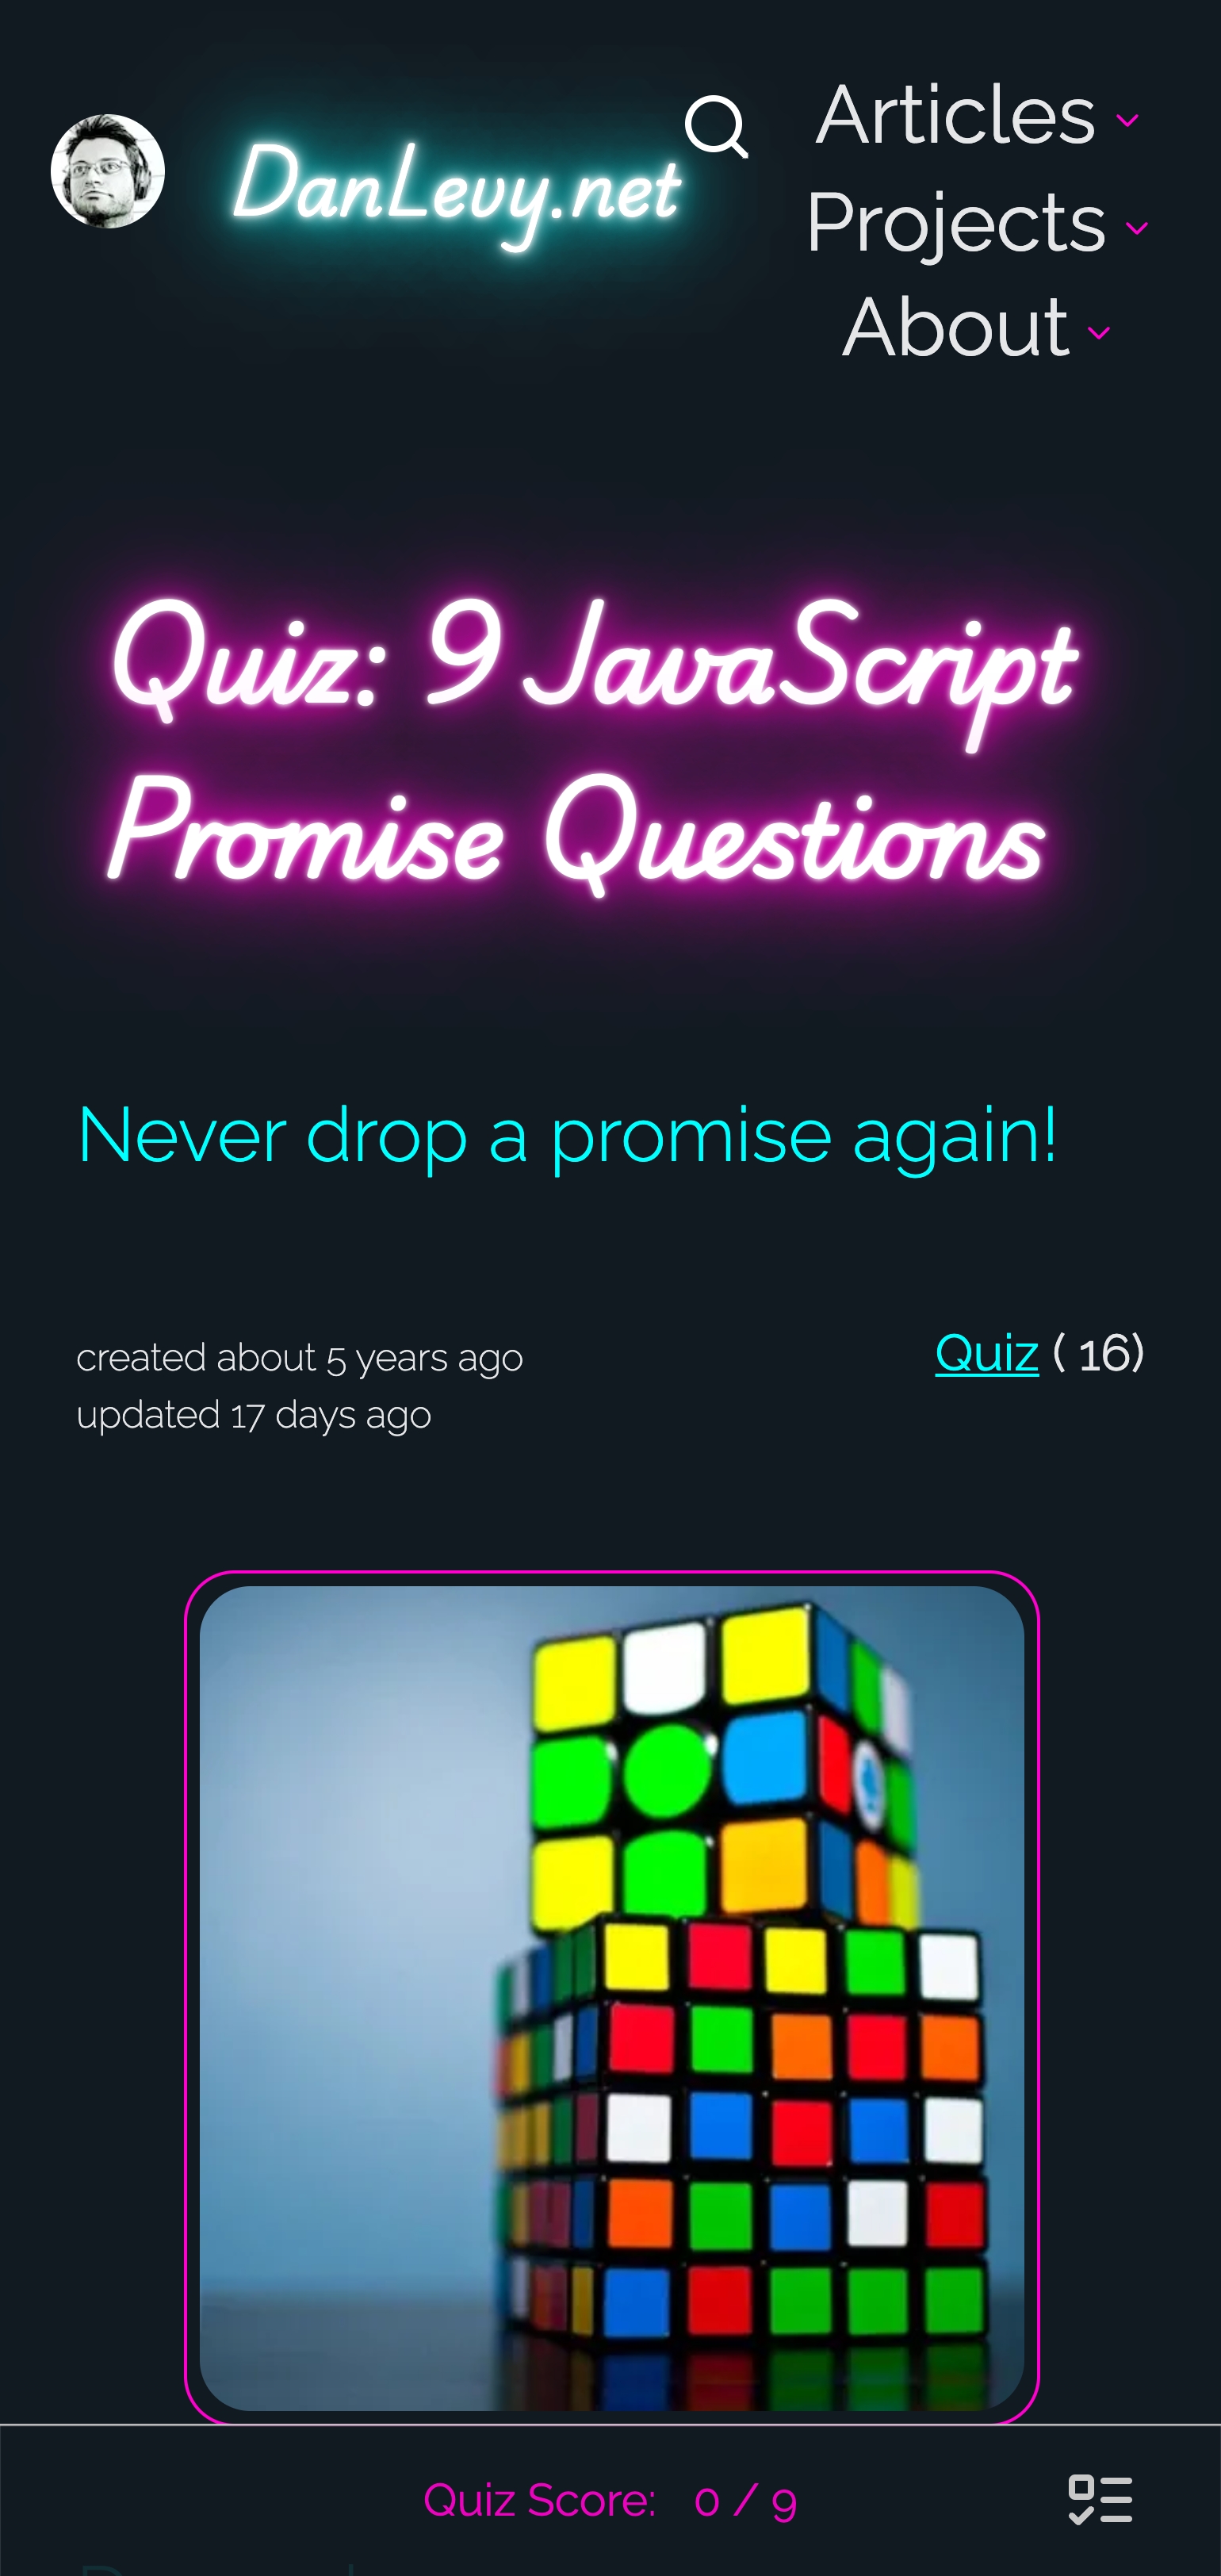 DanLevy.net
Articles
Projects
About
Quiz: 9 JavaScript
Promise Questions
Never drop a promise again!
created about 5 years ago
Quiz ( 16)
updated 17 days ago
Quiz Score: 0 / 9